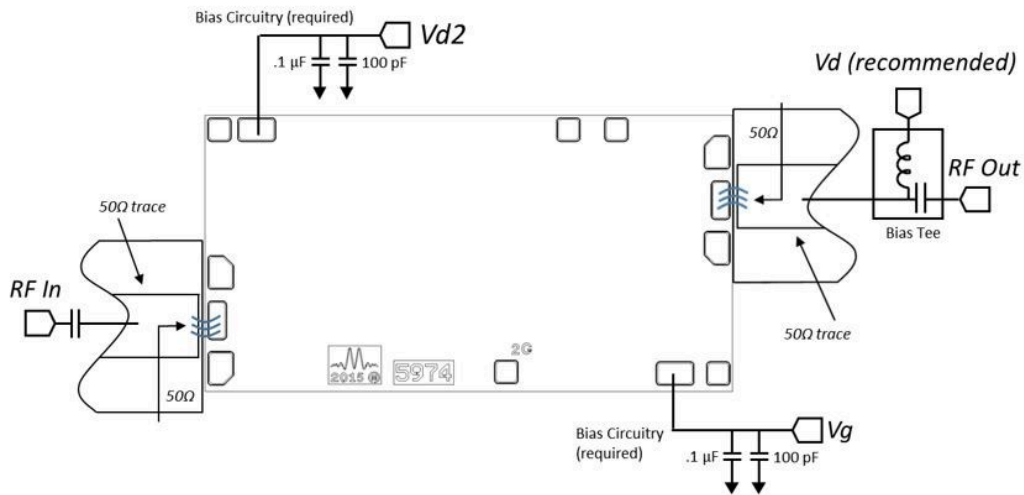 Bias Circuitry (required)
Vd2
.1 µF
100 pF
Vd (recommended)
50Ω
RF Out
Bias Tee
50Ω trace
RF In
50Ω trace
50Ω
2015 ®
5974
2G
Bias Circuitry
(required)
Vg
.1 µF
100 pF